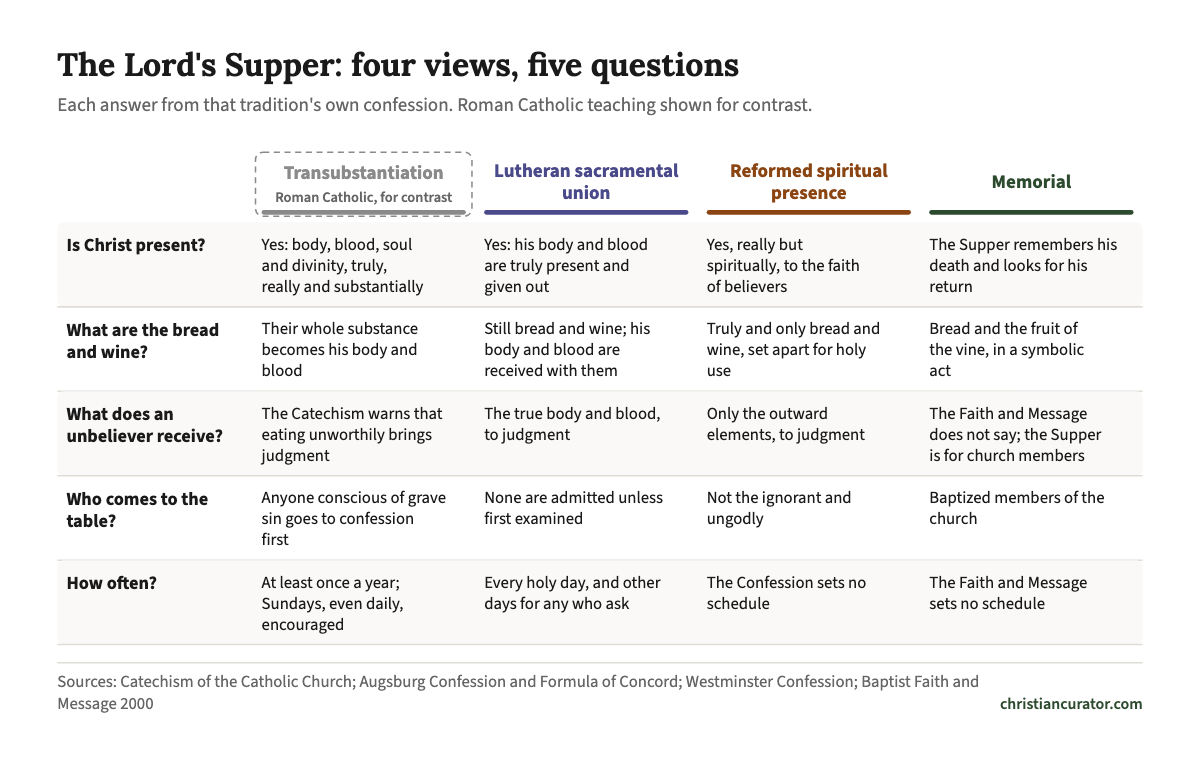 The Lord's Supper: four views, five questions
Each answer from that tradition's own confession. Roman Catholic teaching shown for contrast.
Transubstantiation
Roman Catholic, for contrast
Lutheran sacramental
union
Reformed spiritual
presence
Memorial
Is Christ present?
Yes: body, blood, soul
and divinity, truly,
really and substantially
Yes: his body and blood
are truly present and
given out
Yes, really but
spiritually, to the faith
of believers
The Supper remembers his
death and looks for his
return
What are the bread
and wine?
Their whole substance
becomes his body and
blood
Still bread and wine; his
body and blood are
received with them
Truly and only bread and
wine, set apart for holy
use
Bread and the fruit of
the vine, in a symbolic
act
What does an
unbeliever receive?
The Catechism warns that
eating unworthily brings
judgment
The true body and blood,
to judgment
Only the outward
elements, to judgment
The Faith and Message
does not say; the Supper
is for church members
Who comes to the
table?
Anyone conscious of grave
sin goes to confession
first
None are admitted unless
first examined
Not the ignorant and
ungodly
Baptized members of the
church
How often?
At least once a year;
Sundays, even daily,
encouraged
Every holy day, and other
days for any who ask
The Confession sets no
schedule
The Faith and Message
sets no schedule
Sources: Catechism of the Catholic Church; Augsburg Confession and Formula of Concord; Westminster Confession; Baptist Faith and
Message 2000
christiancurator.com